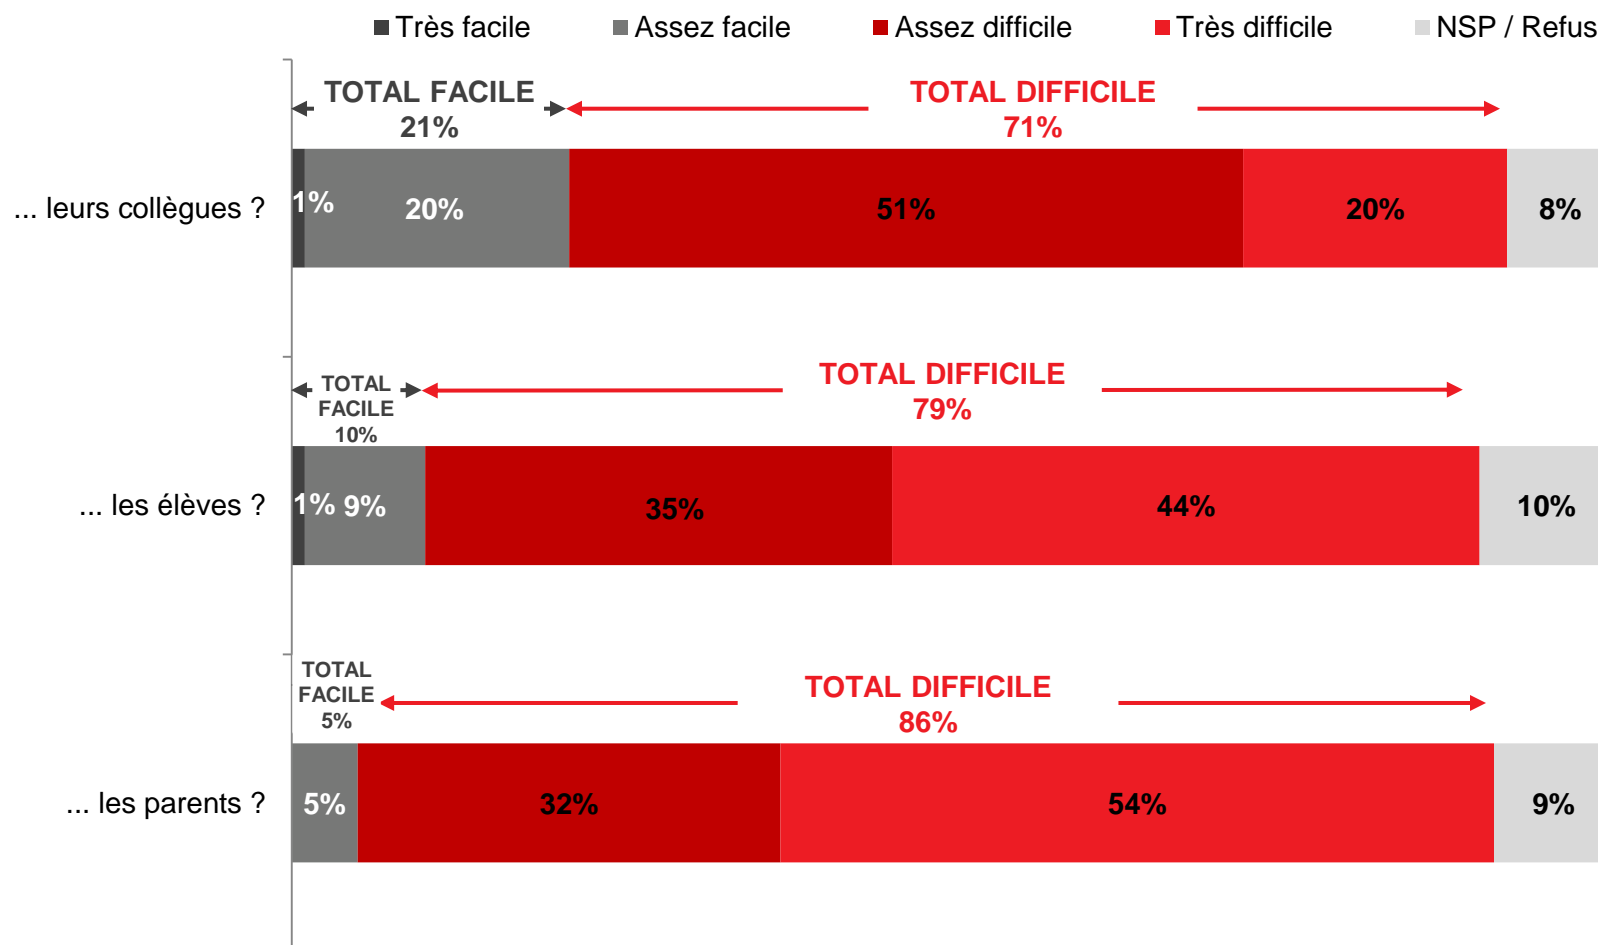 Très facile Assez facile Assez difficile Très difficile NSP / Refus
TOTAL FACILE
21%
TOTAL DIFFICILE
71%
... leurs collègues ? 1% 20% 51% 20% 8%
TOTAL
FACILE
10%
TOTAL DIFFICILE
79%
... les élèves ? 1% 9% 35% 44% 10%
TOTAL
FACILE
5%
TOTAL DIFFICILE
86%
... les parents ? 5% 32% 54% 9%